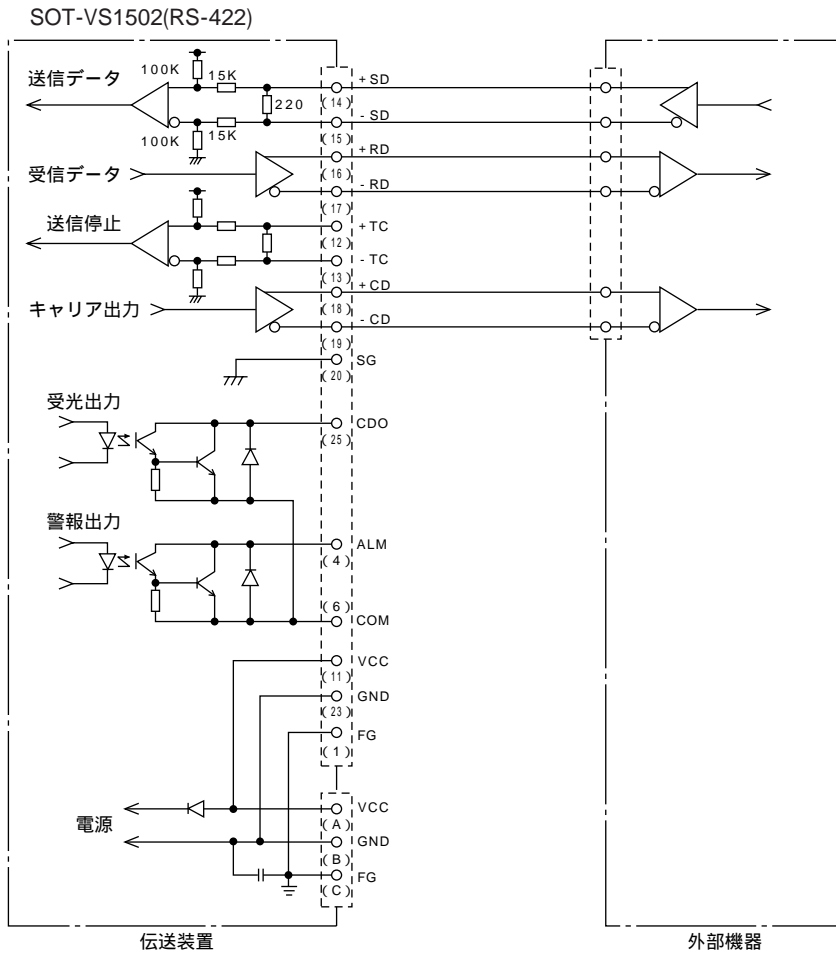 SOT-VS1502(RS-422)
送信データ
100K
15K
220
+SD
(14)
-SD
100K
15K
(15)
+RD
受信データ
(16)
-RD
(17)
送信停止
+TC
(12)
-TC
(13)
+CD
キャリア出力
(18)
-CD
(19)
SG
(20)
受光出力
CDO
(25)
警報出力
ALM
(4)
(6)
COM
VCC
(11)
GND
(23)
FG
(1)
電源
VCC
(A)
GND
(B)
FG
(C)
伝送装置
外部機器